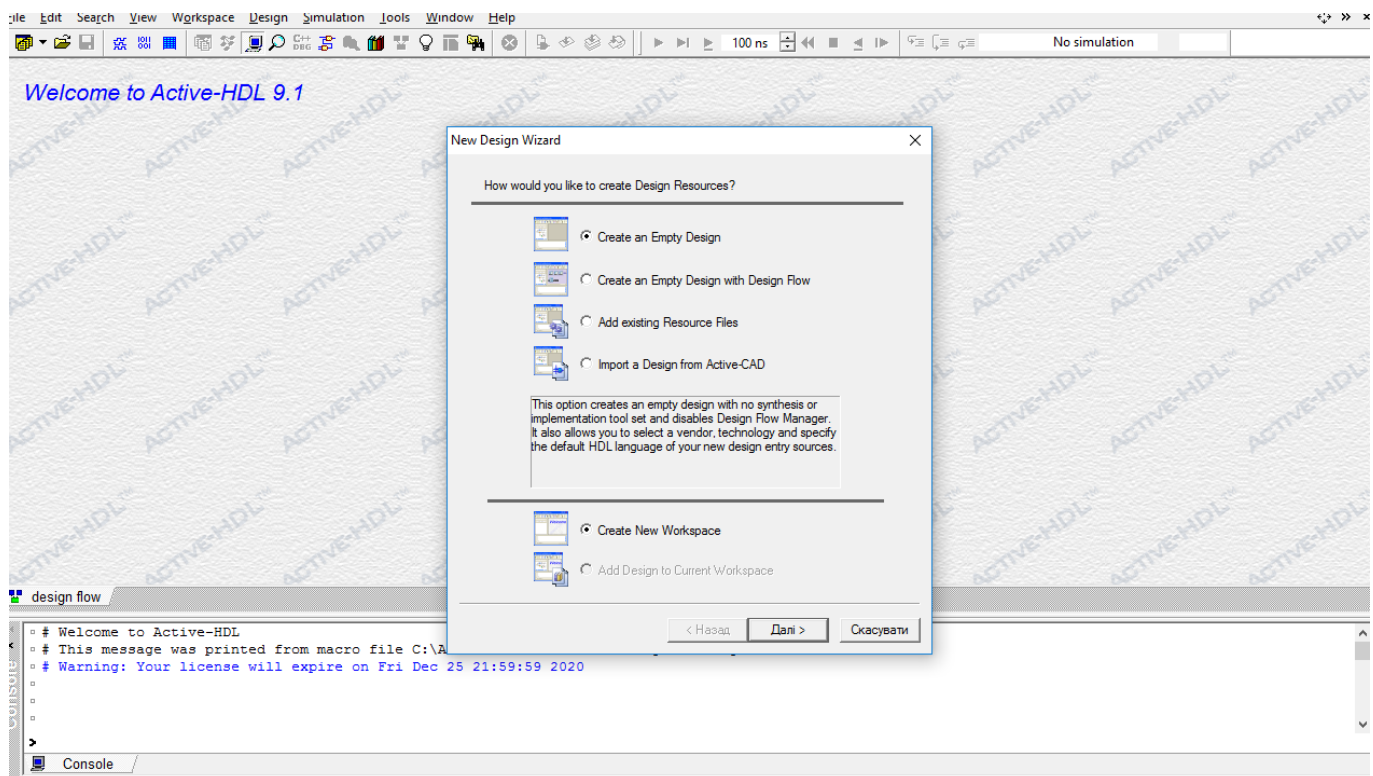 File Edit Search View Workspace Design Simulation Tools Window Help
C++
DBG
100 ns
No simulation
Welcome to Active-HDL 9.1
New Design Wizard
How would you like to create Design Resources?
Create an Empty Design
Create an Empty Design with Design Flow
Add existing Resource Files
Import a Design from Active-CAD
This option creates an empty design with no synthesis or
implementation tool set and disables Design Flow Manager.
It also allows you to select a vendor, technology and specify
the default HDL language of your new design entry sources.
Create New Workspace
Add Design to Current Workspace
< Назад Далі > Скасувати
design flow
# Welcome to Active-HDL
# This message was printed from macro file C:\A
# Warning: Your license will expire on Fri Dec 25 21:59:59 2020
>
Console
Console
ACTIVE-HDL™